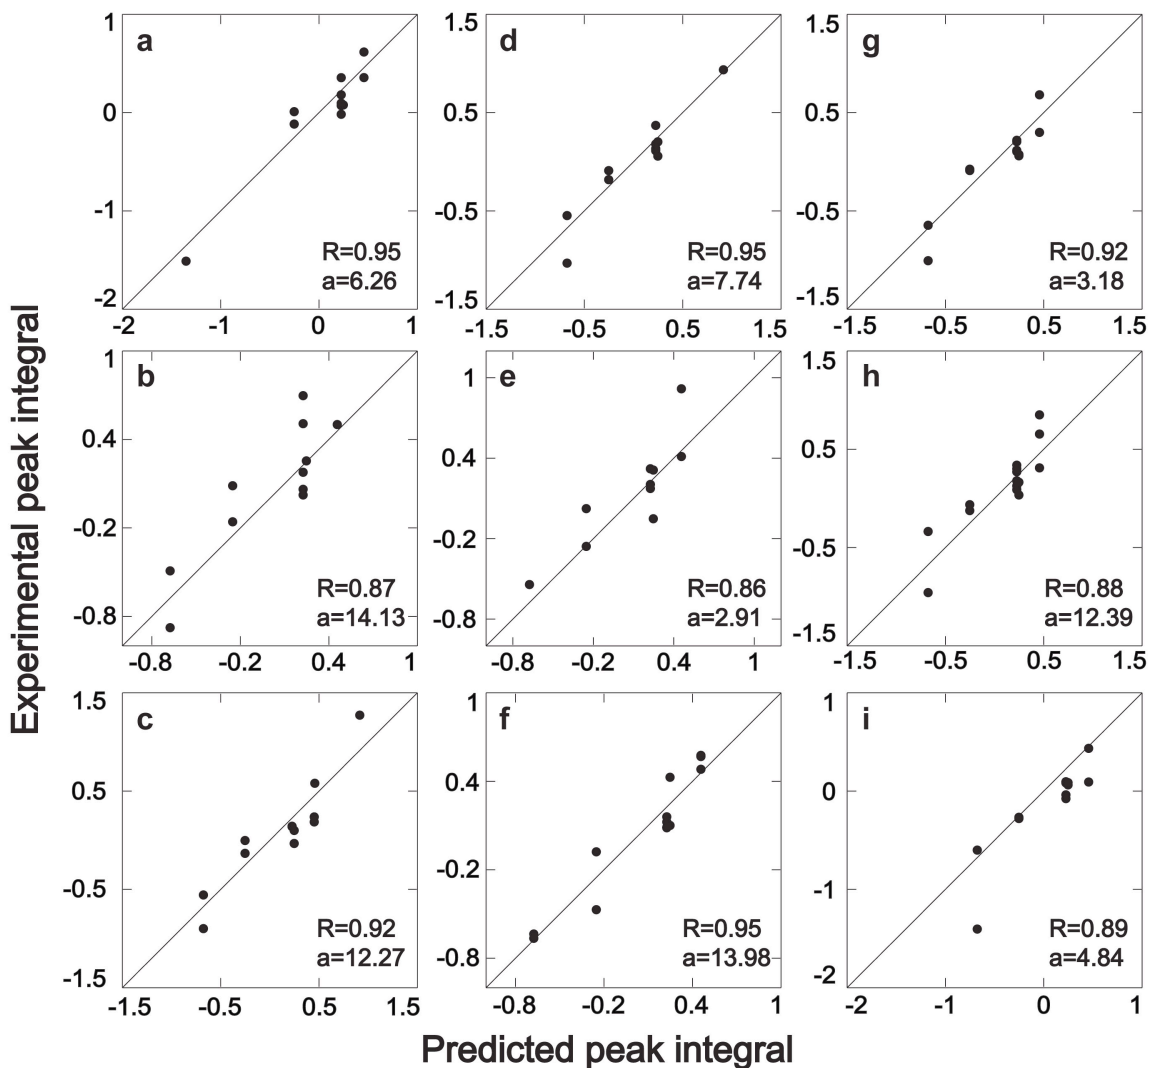 Experimental peak integral
a
1
0
-1
-2
-2
-1
0
1
R=0.95
a=6.26
d
1.5
0.5
-0.5
-1.5
-1.5
-0.5
0.5
1.5
R=0.95
a=7.74
g
1.5
0.5
-0.5
-1.5
-1.5
-0.5
0.5
1.5
R=0.92
a=3.18
b
1
0.4
-0.2
-0.8
-0.8
-0.2
0.4
1
R=0.87
a=14.13
e
1
0.4
-0.2
-0.8
-0.8
-0.2
0.4
1
R=0.86
a=2.91
h
1.5
0.5
-0.5
-1.5
-1.5
-0.5
0.5
1.5
R=0.88
a=12.39
c
1.5
0.5
-0.5
-1.5
-1.5
-0.5
0.5
1.5
R=0.92
a=12.27
f
1
0.4
-0.2
-0.8
-0.8
-0.2
0.4
1
R=0.95
a=13.98
i
1
0
-1
-2
-2
-1
0
1
R=0.89
a=4.84
Predicted peak integral